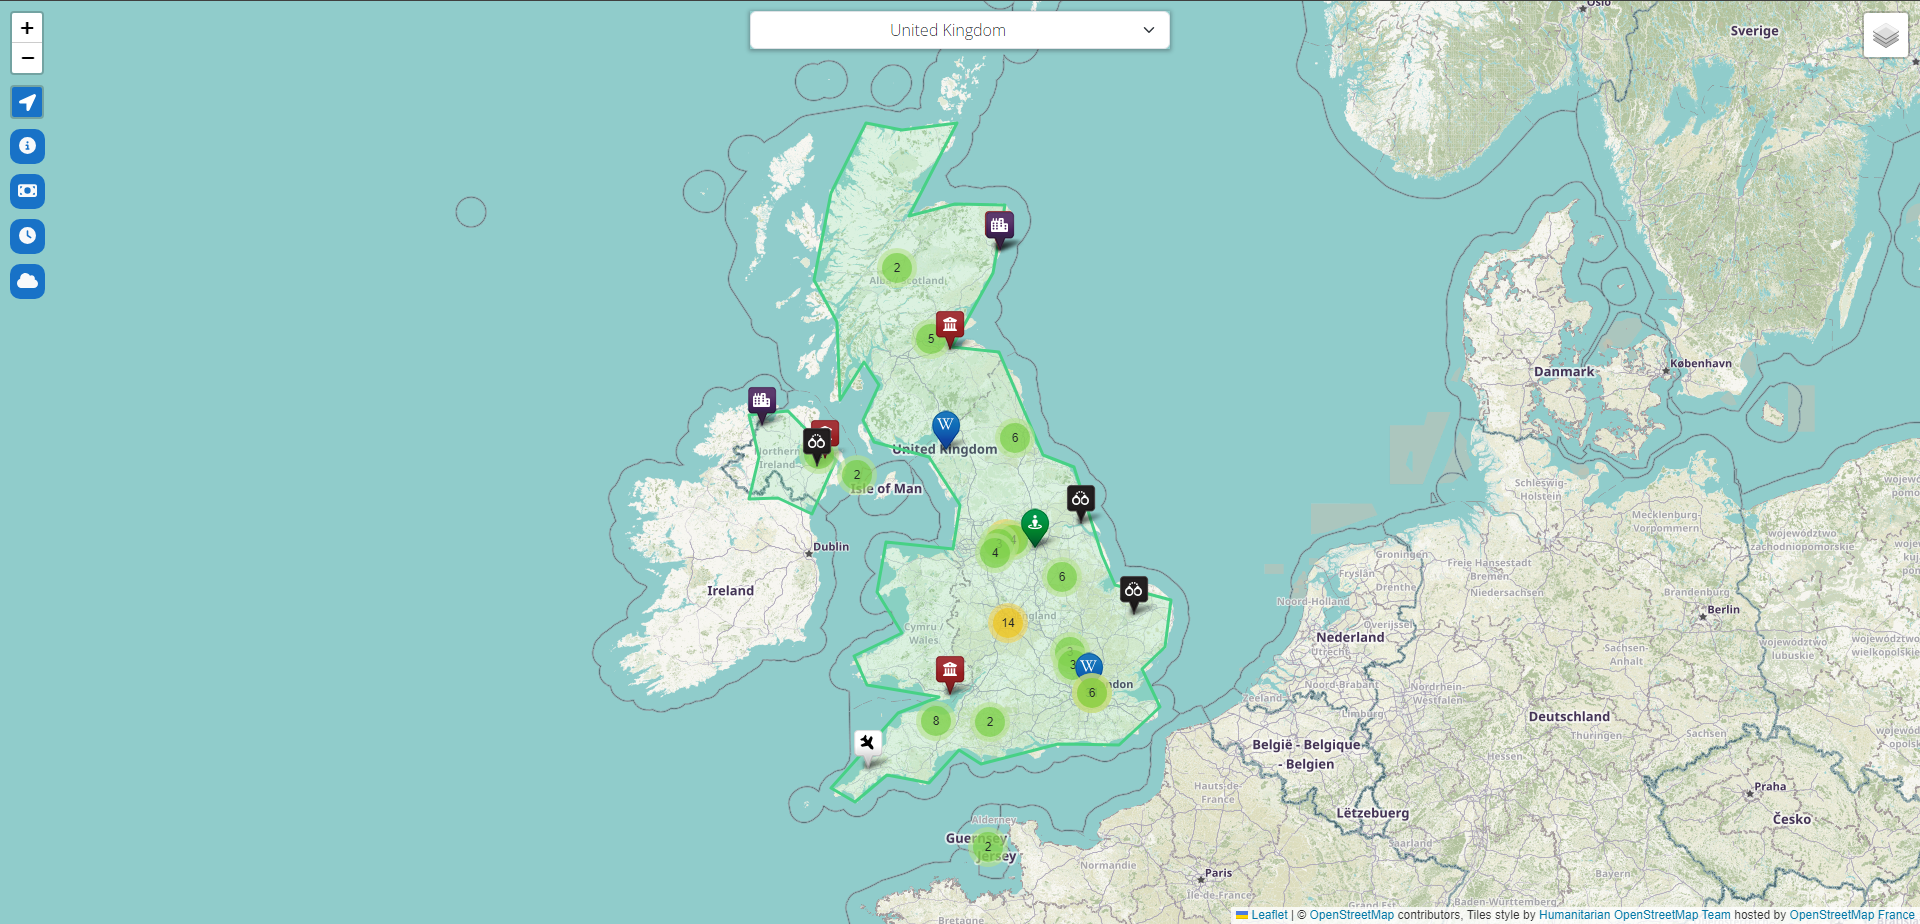 +
−
United Kingdom
Oslo
Sverige
2
Alba / Scotland
5
W
United Kingdom
6
Northern
Ireland
2
Isle of Man
Dublin
Ireland
4
4
6
14
England
Cymru /
Wales
3
3
W
6
8
2
Alderney
Guernsey
2
Jersey
Danmark
København
Schleswig-
Holstein
Mecklenburg-
Vorpommern
województwo
zachodniopomorskie
Groningen
Fryslân
Drenthe
Freie Hansestadt
Bremen
Niedersachsen
Noord-Holland
Overijssel
Brandenburg
Berlin
Nederland
Utrecht
Sachsen-
Anhalt
województwo
lubuskie
województwo
wielkopolskie
Zeeland
Noord-Brabant
Nordrhein-
Westfalen
Limburg
Deutschland
Thüringen
Sachsen
België - Belgique
- Belgien
Hessen
Hauts-de-
France
Lëtzebuerg
Praha
Česko
Saarland
Normandie
Paris
Île-de-France
Bayern
Baden-Württemberg
Grand Est
Bretagne
Leaflet | © OpenStreetMap contributors, Tiles style by Humanitarian OpenStreetMap Team hosted by OpenStreetMap France